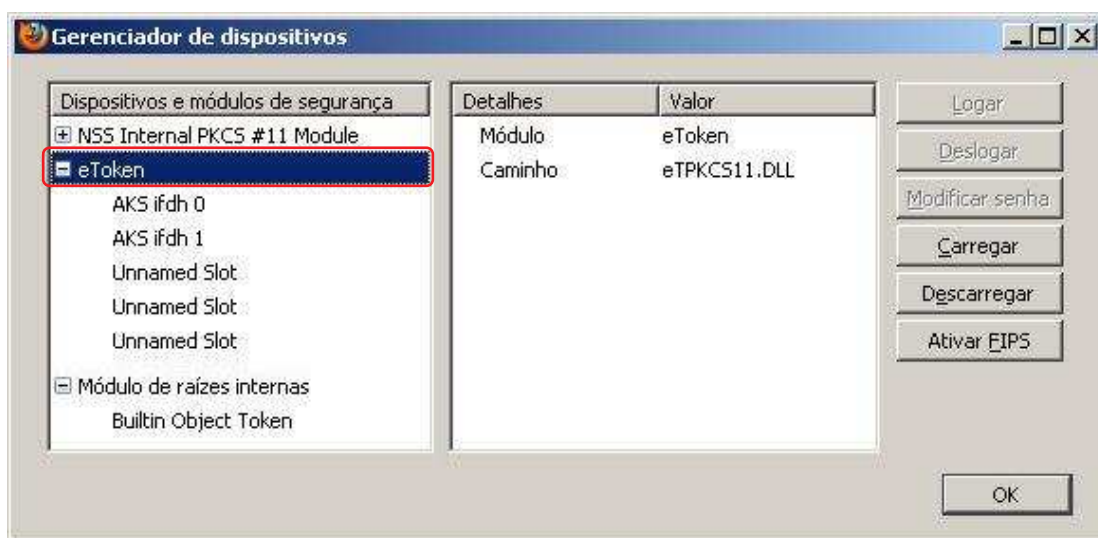 Gerenciador de dispositivos
Dispositivos e módulos de segurança
NSS Internal PKCS #11 Module
eToken
AKS ifdh 0
AKS ifdh 1
Unnamed Slot
Unnamed Slot
Unnamed Slot
Módulo de raízes internas
Builtin Object Token
Detalhes Valor
Módulo eToken
Caminho eTPKCS11.DLL
Logar
Deslogar
Modificar senha
Carregar
Descarregar
Ativar FIPS
OK